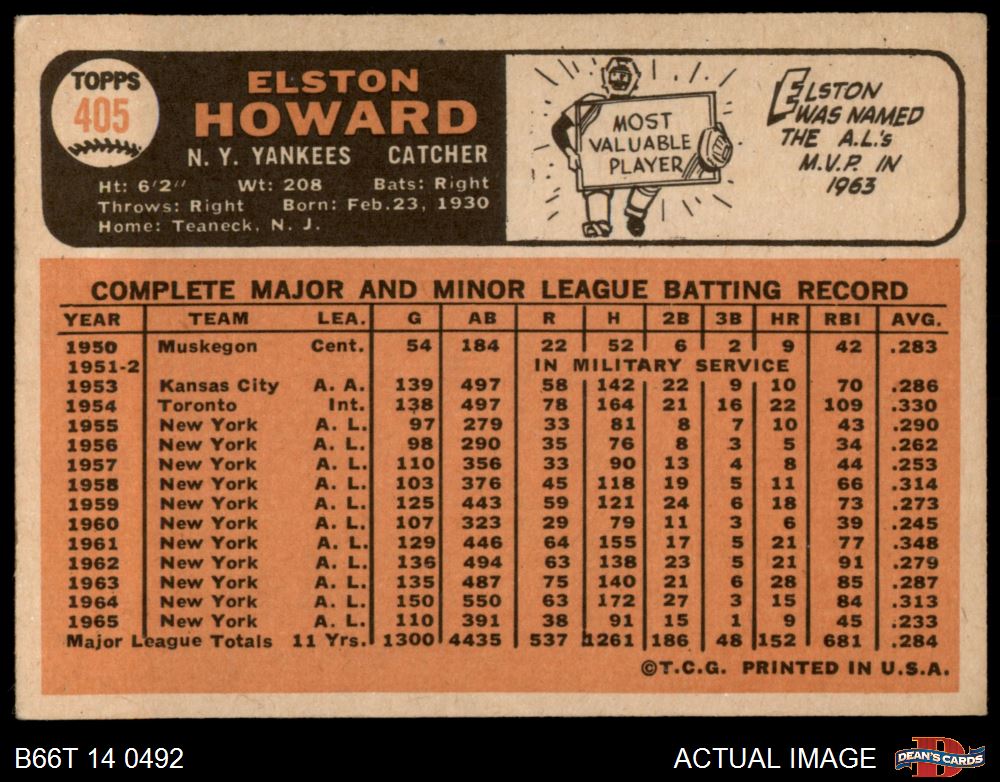 TOPPS
405
ELSTON
HOWARD
N. Y. YANKEES CATCHER
Ht: 6'2" Wt: 208 Bats: Right
Throws: Right Born: Feb. 23, 1930
Home: Teaneck, N. J.
MOST
VALUABLE
PLAYER
ELSTON
WAS NAMED
THE A.L.'s
M.V.P. IN
1963
COMPLETE MAJOR AND MINOR LEAGUE BATTING RECORD
YEAR TEAM LEA. G AB R H 2B 3B HR RBI AVG.
1950 Muskegon Cent. 54 184 22 52 6 2 9 42 .283
1951-2 IN MILITARY SERVICE
1953 Kansas City A. A. 139 497 58 142 22 9 10 70 .286
1954 Toronto Int. 138 497 78 164 21 16 22 109 .330
1955 New York A. L. 97 279 33 81 8 7 10 43 .290
1956 New York A. L. 98 290 35 76 8 3 5 34 .262
1957 New York A. L. 110 356 33 90 13 4 8 44 .253
1958 New York A. L. 103 376 45 118 19 5 11 66 .314
1959 New York A. L. 125 443 59 121 24 6 18 73 .273
1960 New York A. L. 107 323 29 79 11 3 6 39 .245
1961 New York A. L. 129 446 64 155 17 5 21 77 .348
1962 New York A. L. 136 494 63 138 23 5 21 91 .279
1963 New York A. L. 135 487 75 140 21 6 28 85 .287
1964 New York A. L. 150 550 63 172 27 3 15 84 .313
1965 New York A. L. 110 391 38 91 15 1 9 45 .233
Major League Totals 11 Yrs. 1300 4435 537 1261 186 48 152 681 .284
©T.C.G. PRINTED IN U.S.A.
B66T 14 0492 ACTUAL IMAGE
D
DEAN'S CARDS